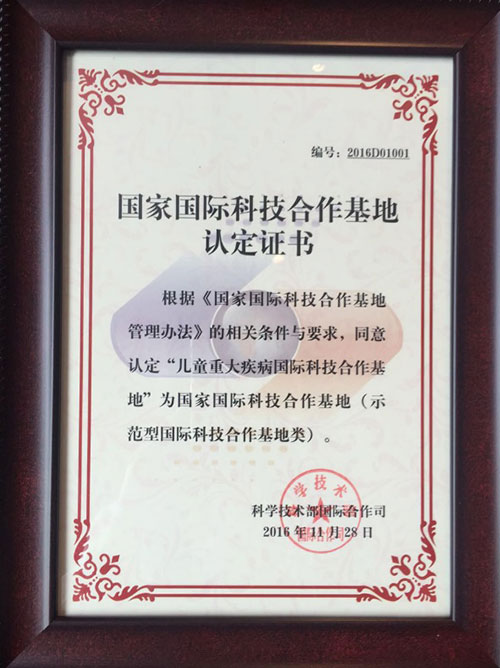 编号：2016D01001
国家国际科技合作基地
认定证书
根据《国家国际科技合作基地
管理办法》的相关条件与要求，同意
认定“儿童重大疾病国际科技合作基
地”为国家国际科技合作基地（示
范型国际科技合作基地类）。
科学技术部国际合作司
2016年11月28日